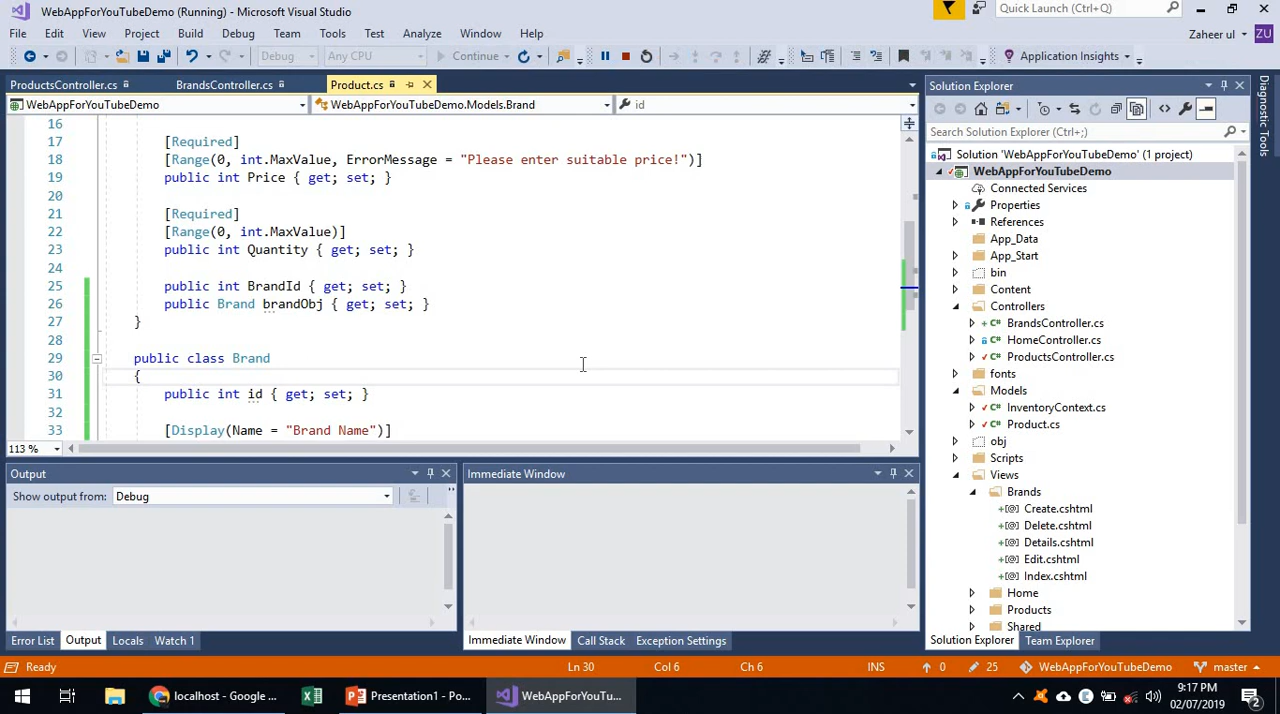 WebAppForYouTubeDemo (Running) - Microsoft Visual Studio
Quick Launch (Ctrl+Q)
File Edit View Project Build Debug Team Tools Test Analyze Window Help
Zaheer ul
ZU
Debug Any CPU Continue Application Insights
ProductsController.cs BrandsController.cs Product.cs
WebAppForYouTubeDemo WebAppForYouTubeDemo.Models.Brand id
16
17 [Required]
18 [Range(0, int.MaxValue, ErrorMessage = "Please enter suitable price!")]
19 public int Price { get; set; }
20
21 [Required]
22 [Range(0, int.MaxValue)]
23 public int Quantity { get; set; }
24
25 public int BrandId { get; set; }
26 public Brand brandObj { get; set; }
27 }
28
29 public class Brand
30 {
31 public int id { get; set; }
32
33 [Display(Name = "Brand Name")]
113 %
Solution Explorer
Search Solution Explorer (Ctrl+;)
Solution 'WebAppForYouTubeDemo' (1 project)
WebAppForYouTubeDemo
Connected Services
Properties
References
App_Data
App_Start
bin
Content
Controllers
BrandsController.cs
HomeController.cs
ProductsController.cs
fonts
Models
InventoryContext.cs
Product.cs
obj
Scripts
Views
Brands
Create.cshtml
Delete.cshtml
Details.cshtml
Edit.cshtml
Index.cshtml
Home
Products
Shared
Solution Explorer Team Explorer
Diagnostic Tools
Output
Show output from: Debug
Immediate Window
Error List Output Locals Watch 1
Immediate Window Call Stack Exception Settings
Ready Ln 30 Col 6 Ch 6 INS 0 25 WebAppForYouTubeDemo master
localhost - Google ...
Presentation1 - Po...
WebAppForYouTu...
9:17 PM
02/07/2019
2